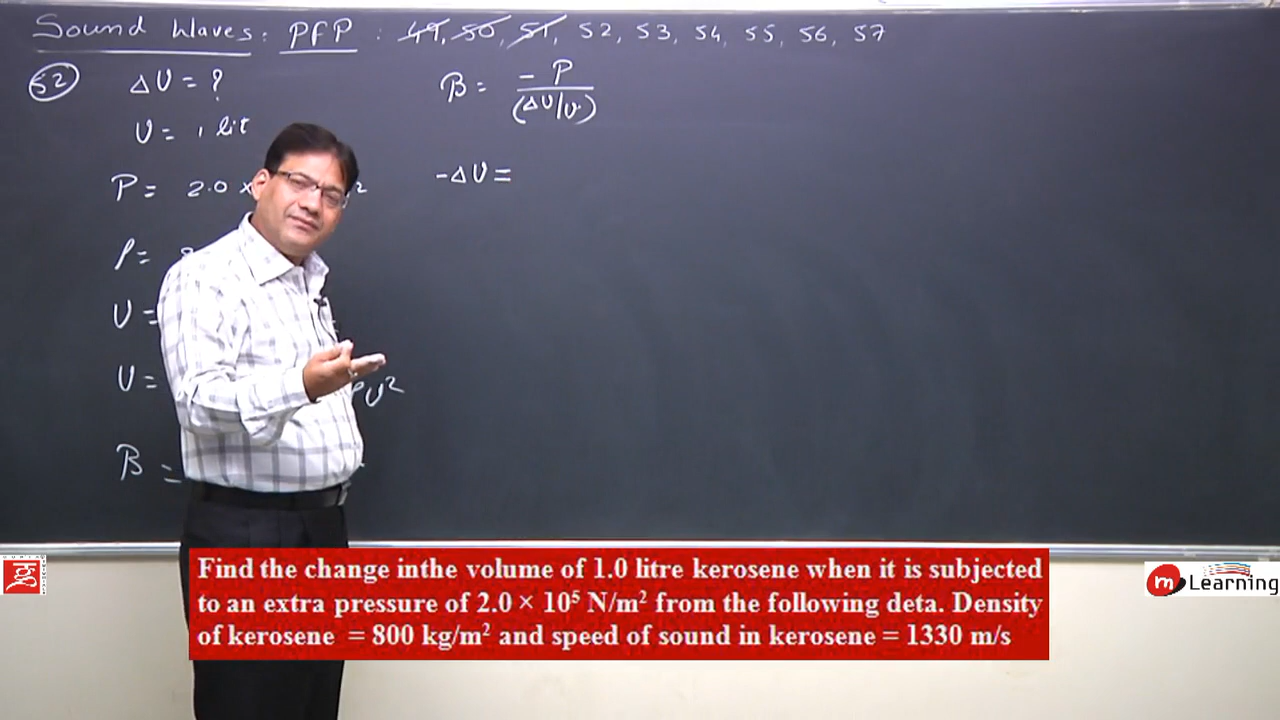 Sound Waves: PFP: 49, 50, 51, 52, 53, 54, 55, 56, 57
52 ΔV = ?
V = 1 lit
P = 2.0 ×
ρ =
V =
V = ρV²
B =
B = -P/(ΔV/V)
-ΔV =
Find the change inthe volume of 1.0 litre kerosene when it is subjected
to an extra pressure of 2.0 × 10⁵ N/m² from the following deta. Density
of kerosene = 800 kg/m² and speed of sound in kerosene = 1330 m/s
m Learning